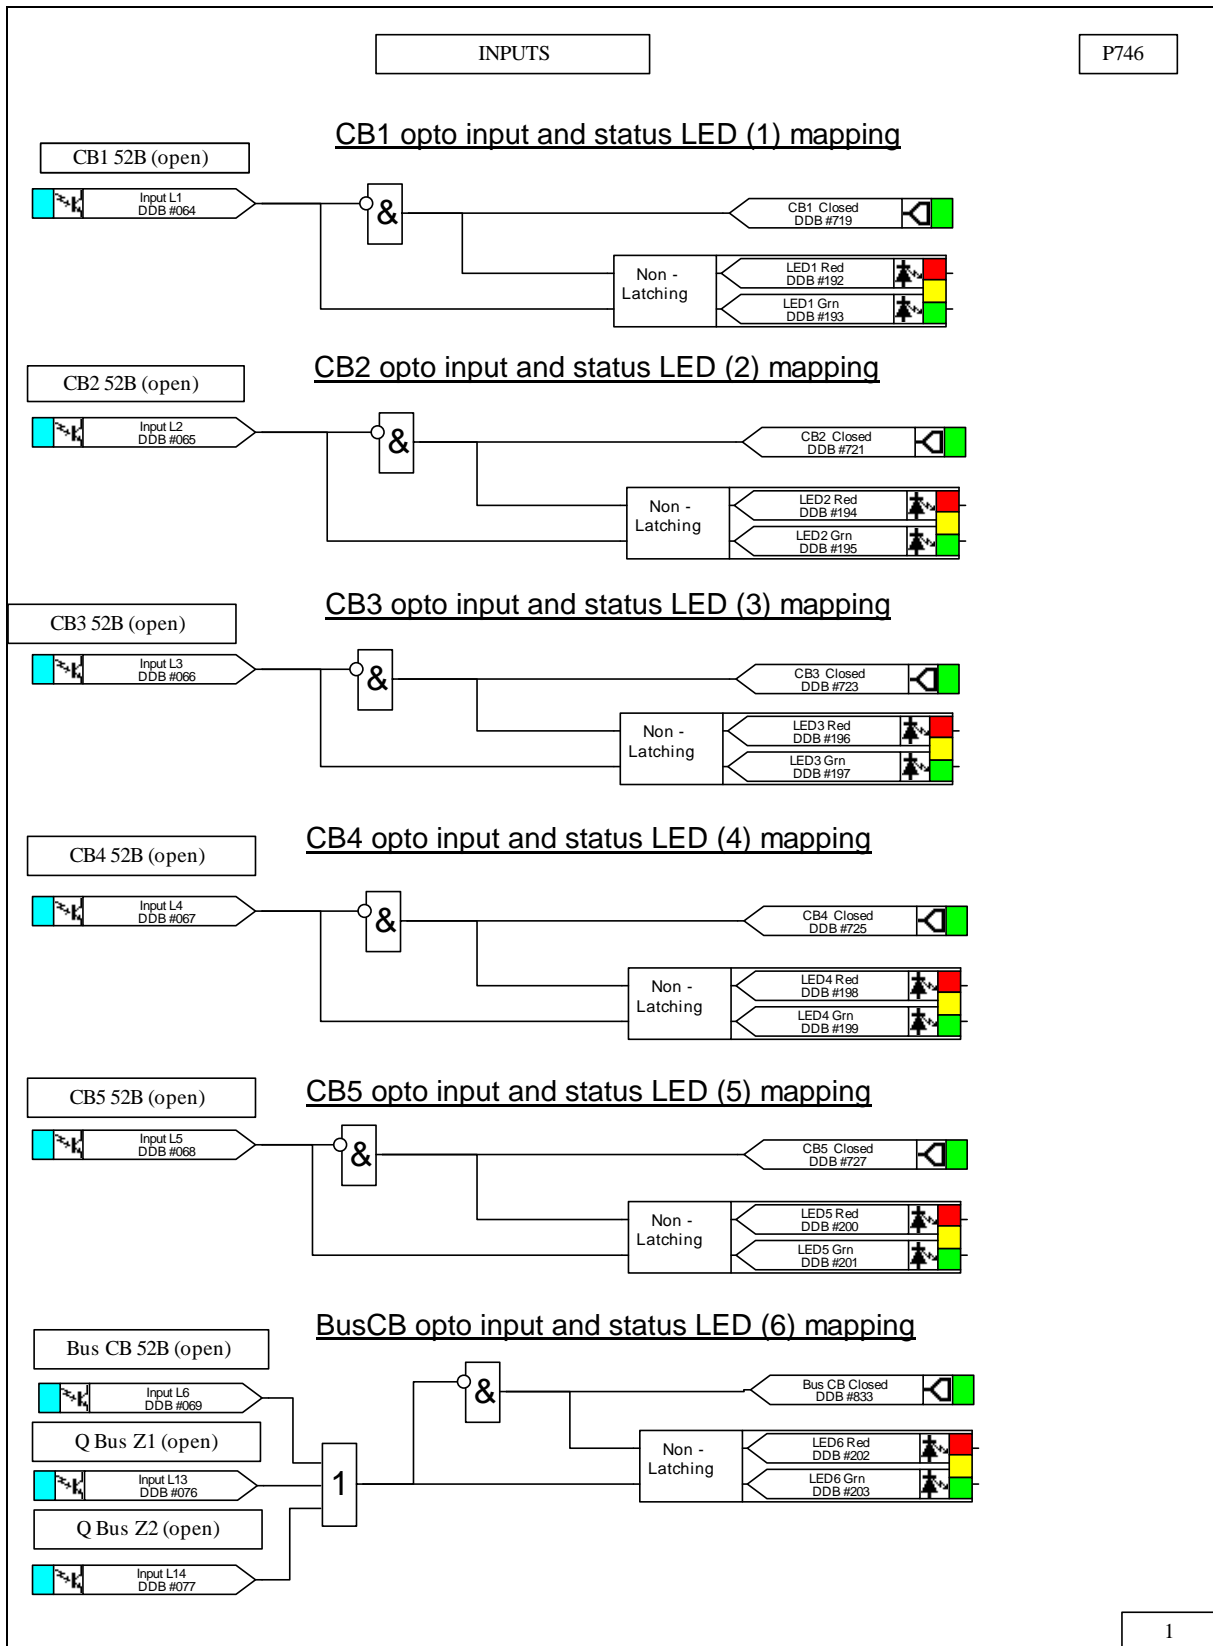 INPUTS
P746
CB1 opto input and status LED (1) mapping
CB1 52B (open)
Input L1
DDB #064
&
CB1 Closed
DDB #719
Non -
Latching
LED1 Red
DDB #192
LED1 Grn
DDB #193
CB2 opto input and status LED (2) mapping
CB2 52B (open)
Input L2
DDB #065
&
CB2 Closed
DDB #721
Non -
Latching
LED2 Red
DDB #194
LED2 Grn
DDB #195
CB3 opto input and status LED (3) mapping
CB3 52B (open)
Input L3
DDB #066
&
CB3 Closed
DDB #723
Non -
Latching
LED3 Red
DDB #196
LED3 Grn
DDB #197
CB4 opto input and status LED (4) mapping
CB4 52B (open)
Input L4
DDB #067
&
CB4 Closed
DDB #725
Non -
Latching
LED4 Red
DDB #198
LED4 Grn
DDB #199
CB5 opto input and status LED (5) mapping
CB5 52B (open)
Input L5
DDB #068
&
CB5 Closed
DDB #727
Non -
Latching
LED5 Red
DDB #200
LED5 Grn
DDB #201
BusCB opto input and status LED (6) mapping
Bus CB 52B (open)
Input L6
DDB #069
&
Bus CB Closed
DDB #833
Q Bus Z1 (open)
Input L13
DDB #076
1
Non -
Latching
LED6 Red
DDB #202
LED6 Grn
DDB #203
Q Bus Z2 (open)
Input L14
DDB #077
1